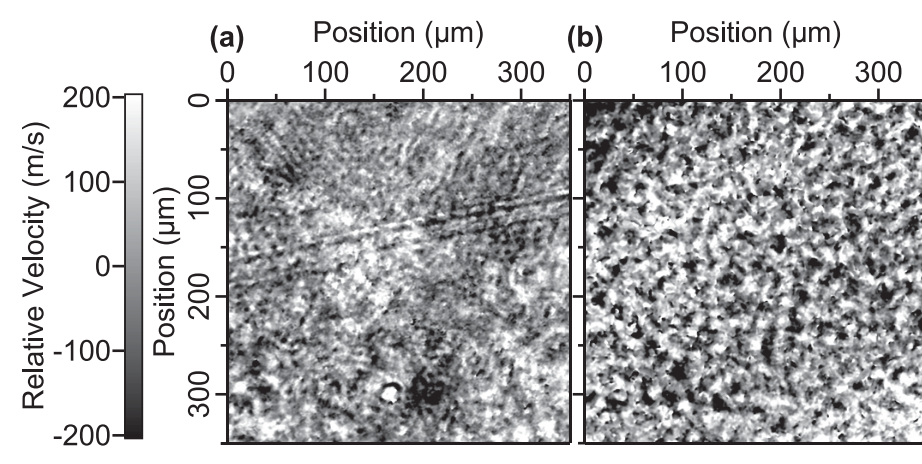 (a) Position (µm) (b) Position (µm)
0 100 200 300 0 100 200 300
Relative Velocity (m/s)
200
100
0
-100
-200
Position (µm)
0
100
200
300